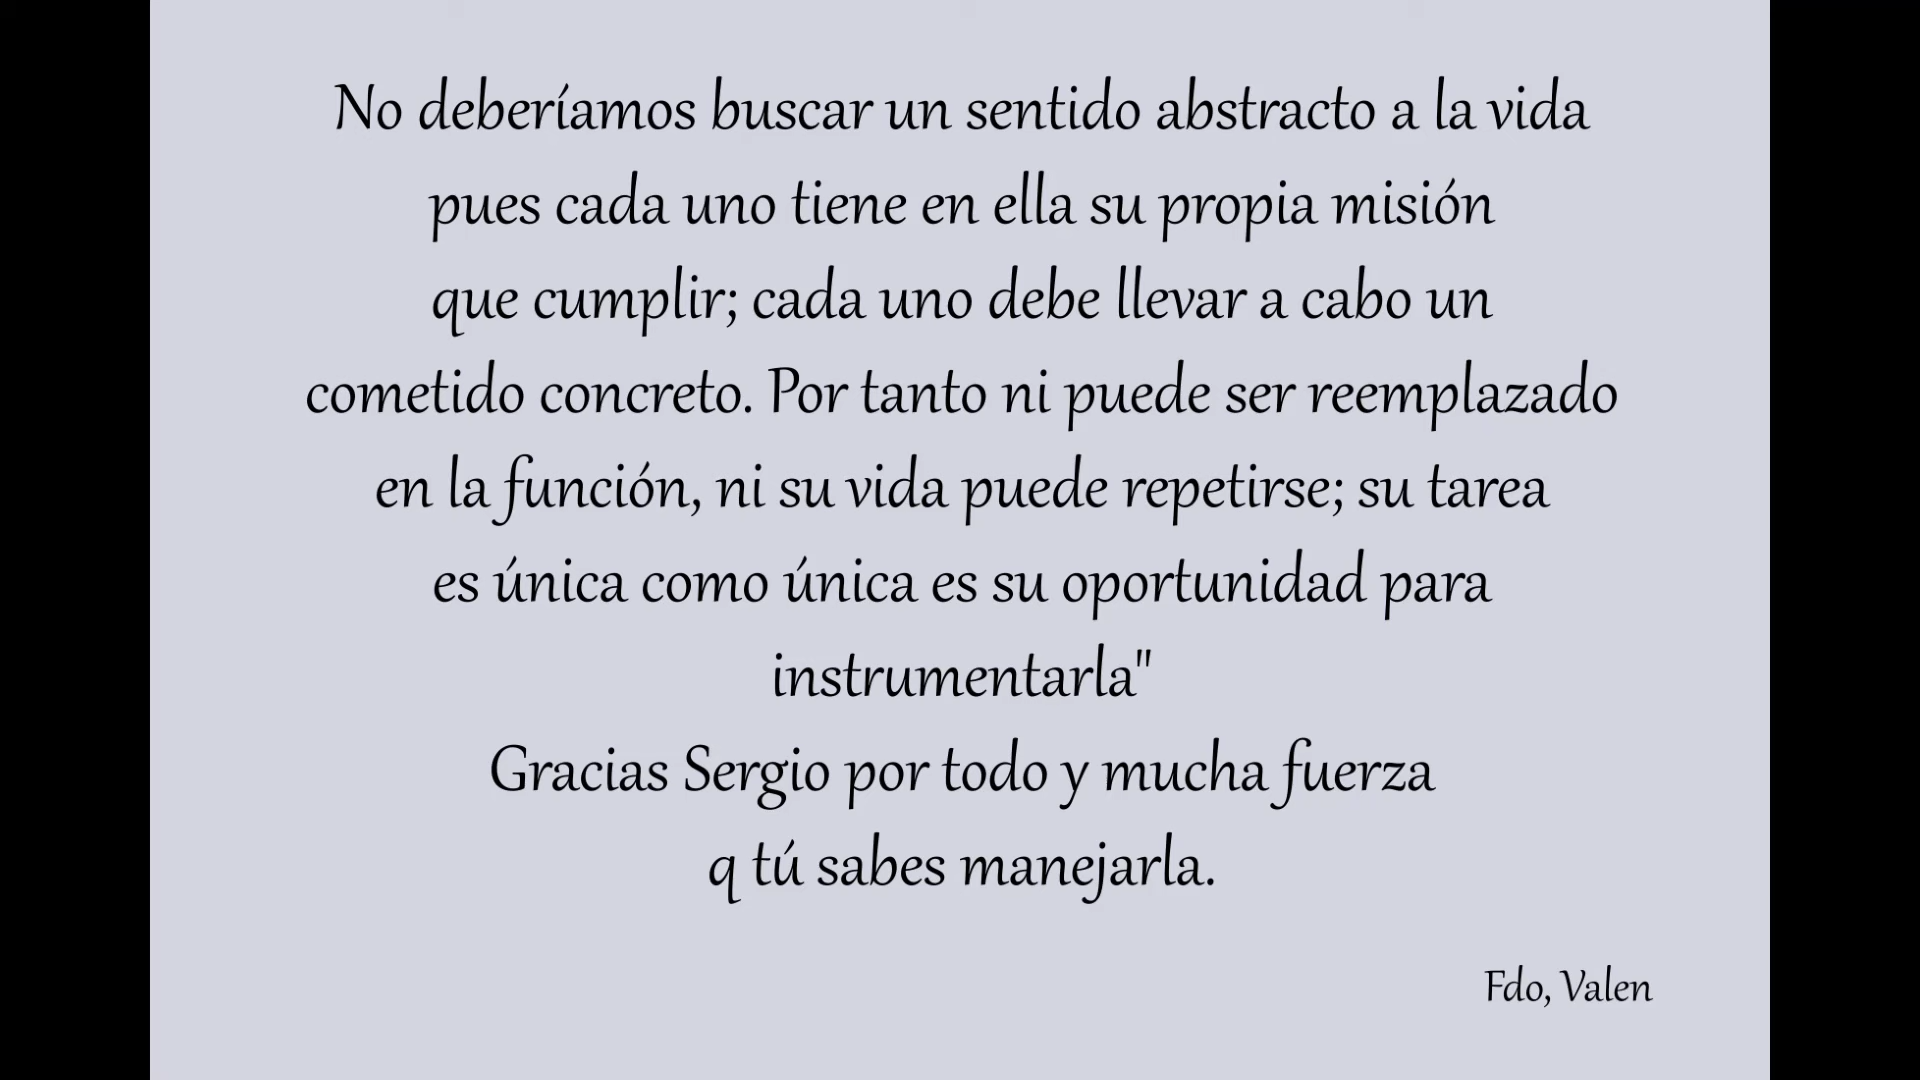 No deberíamos buscar un sentido abstracto a la vida
pues cada uno tiene en ella su propia misión
que cumplir; cada uno debe llevar a cabo un
cometido concreto. Por tanto ni puede ser reemplazado
en la función, ni su vida puede repetirse; su tarea
es única como única es su oportunidad para
instrumentarla"
Gracias Sergio por todo y mucha fuerza
q tú sabes manejarla.
Fdo, Valen